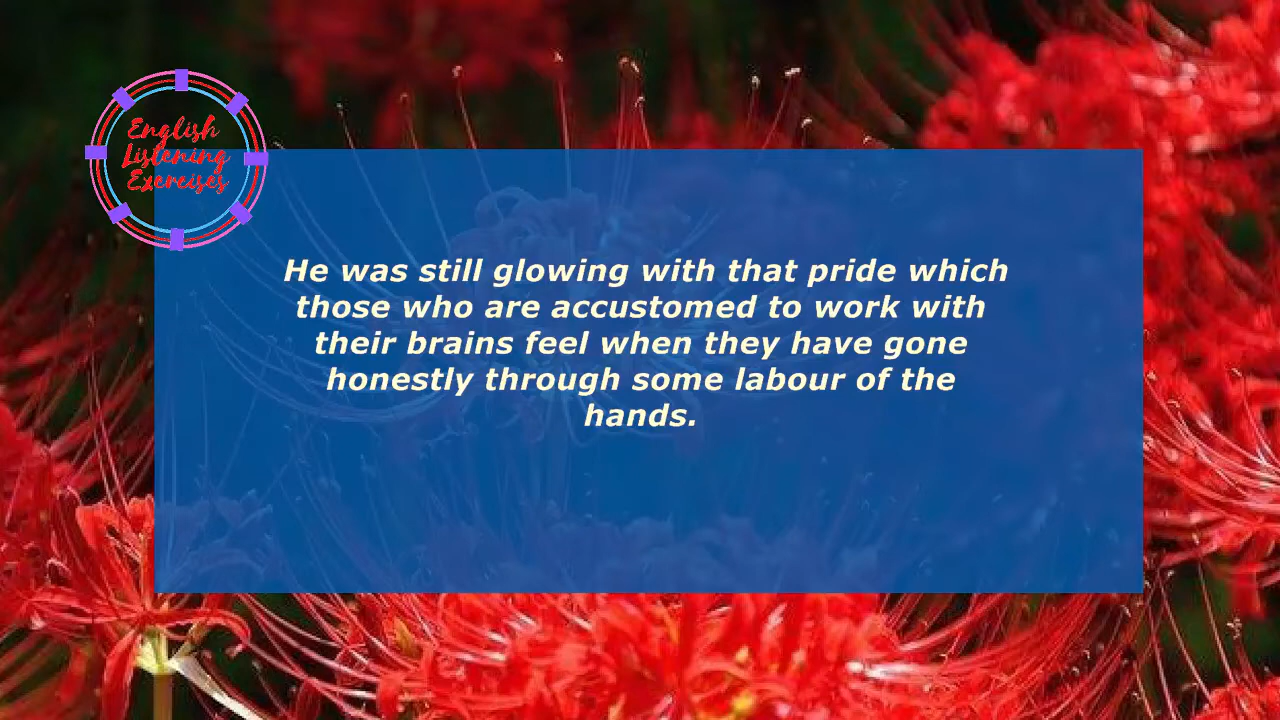 English
Listening
Exercises
He was still glowing with that pride which
those who are accustomed to work with
their brains feel when they have gone
honestly through some labour of the
hands.